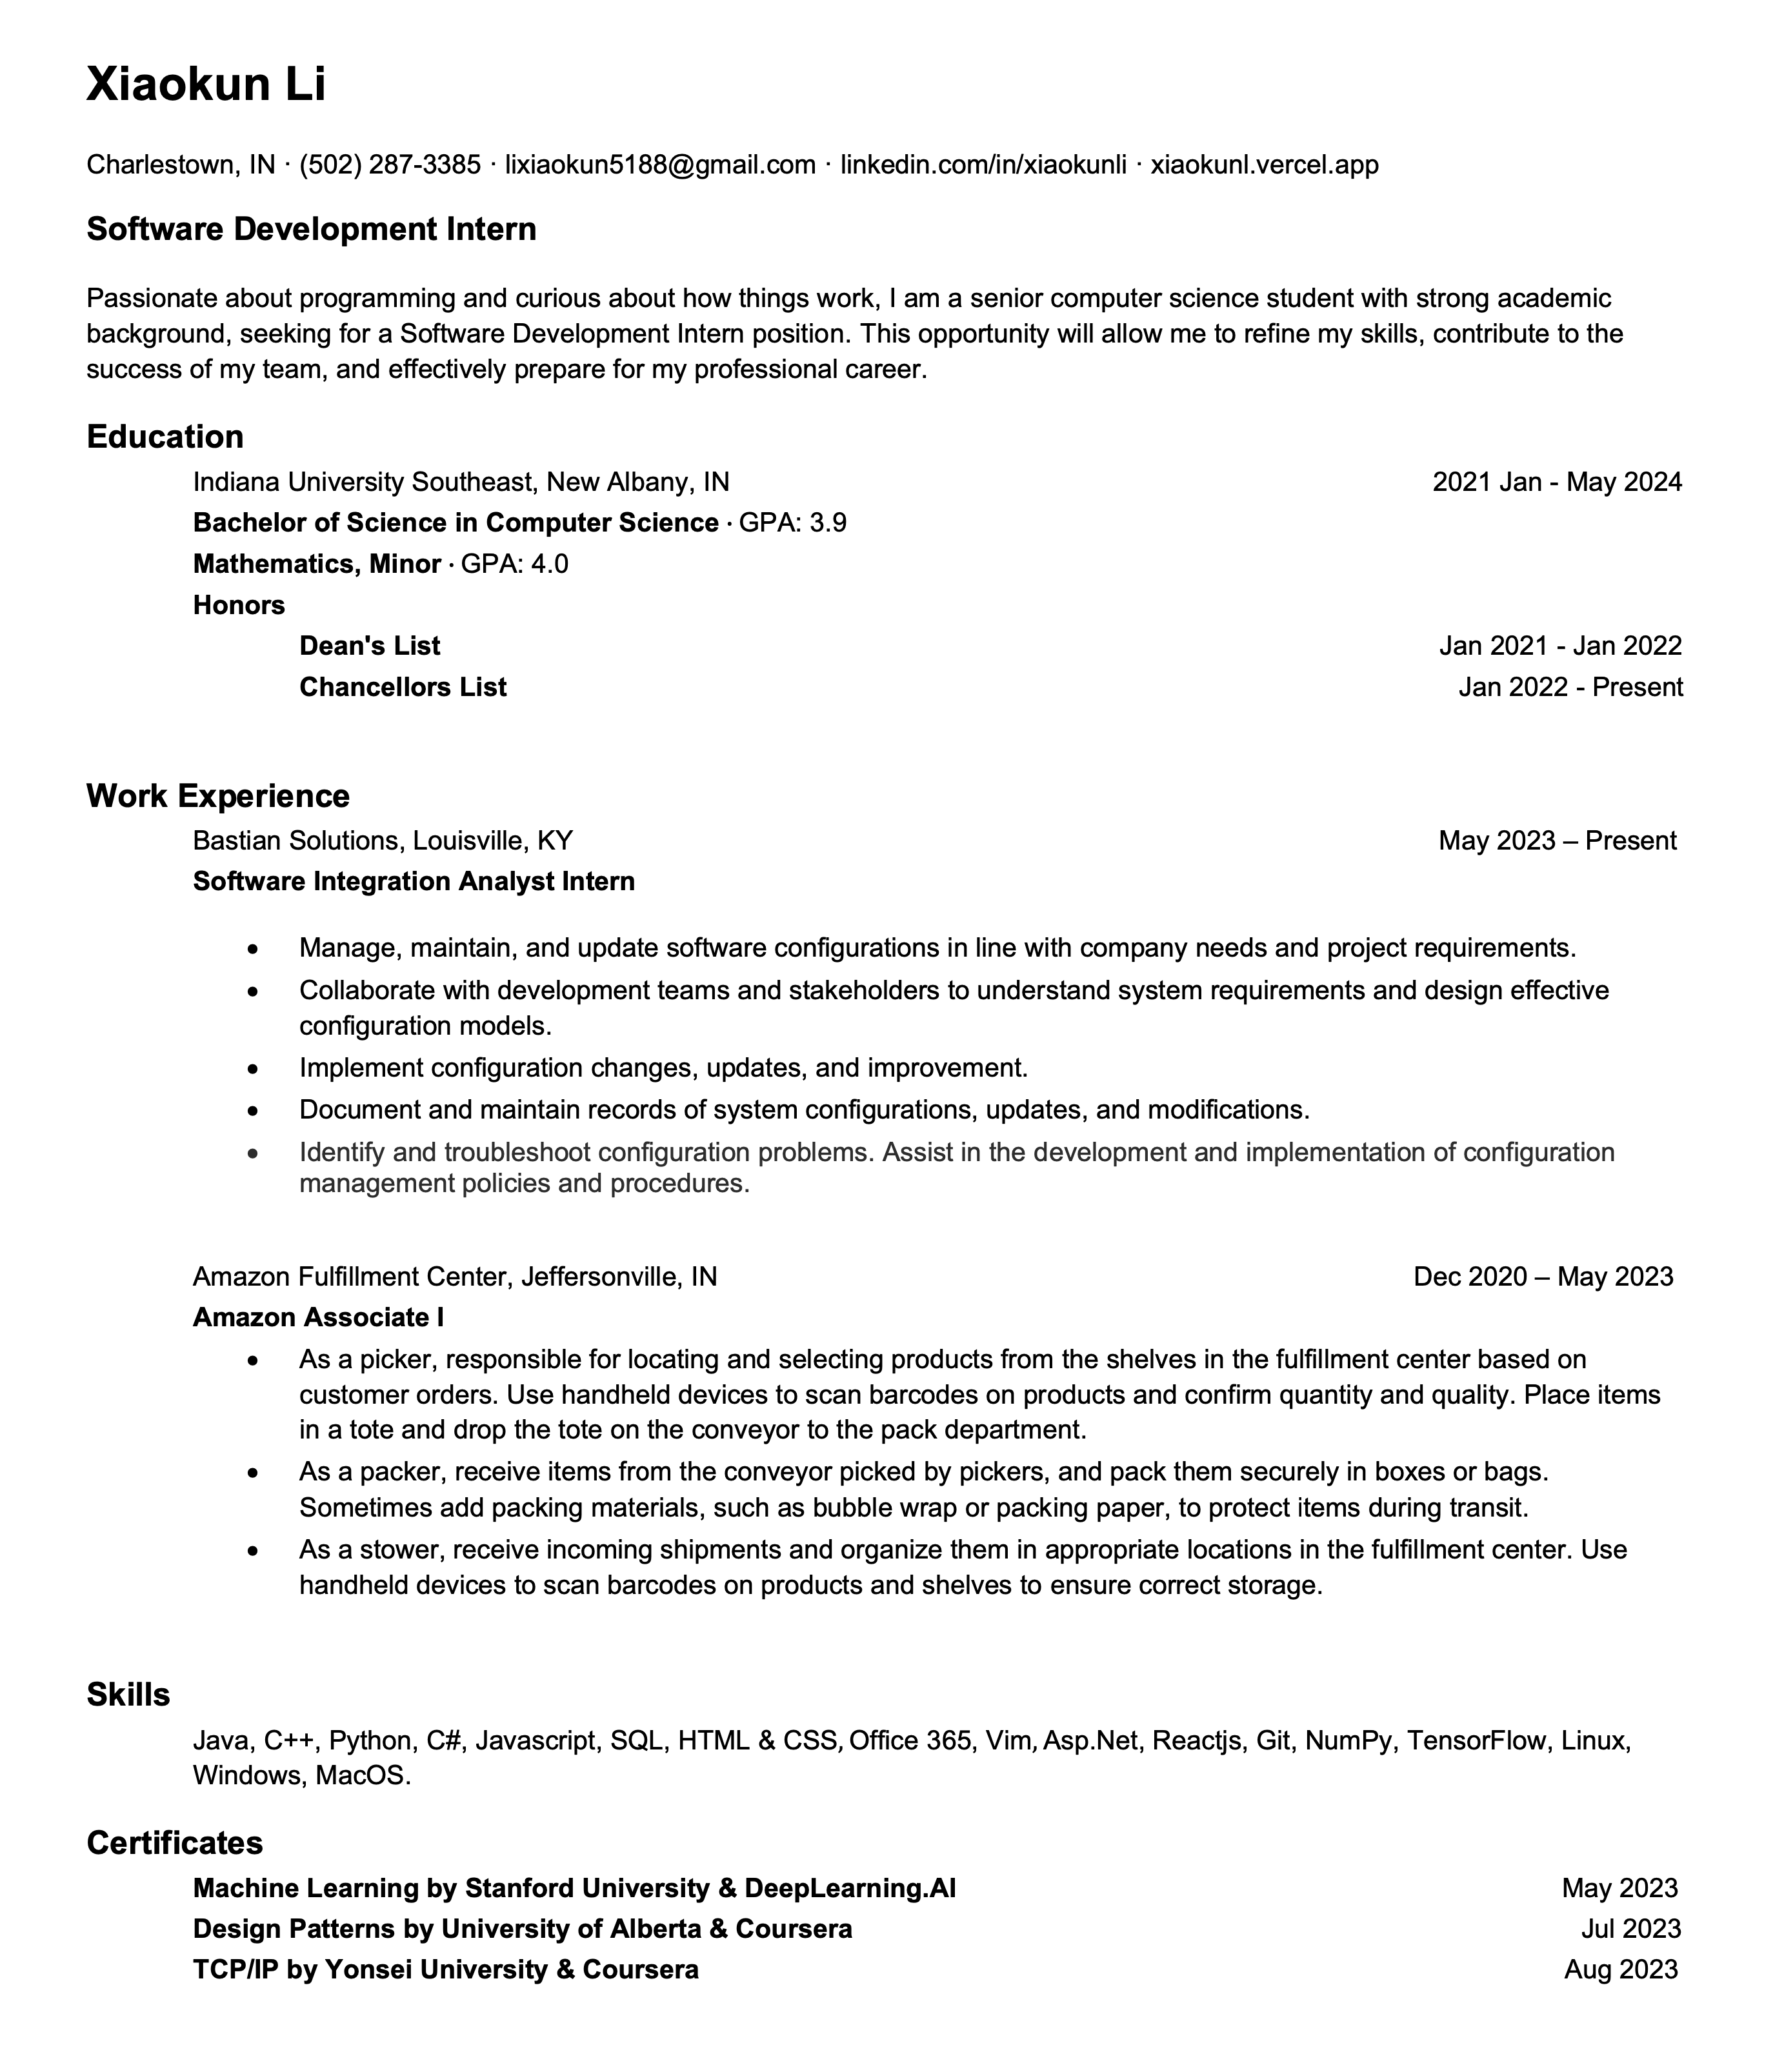 Xiaokun Li
Charlestown, IN · (502) 287-3385 · lixiaokun5188@gmail.com · linkedin.com/in/xiaokunli · xiaokunl.vercel.app
Software Development Intern
Passionate about programming and curious about how things work, I am a senior computer science student with strong academic
background, seeking for a Software Development Intern position. This opportunity will allow me to refine my skills, contribute to the
success of my team, and effectively prepare for my professional career.
Education
Indiana University Southeast, New Albany, IN 2021 Jan - May 2024
Bachelor of Science in Computer Science · GPA: 3.9
Mathematics, Minor · GPA: 4.0
Honors
Dean's List Jan 2021 - Jan 2022
Chancellors List Jan 2022 - Present
Work Experience
Bastian Solutions, Louisville, KY May 2023 – Present
Software Integration Analyst Intern
• Manage, maintain, and update software configurations in line with company needs and project requirements.
• Collaborate with development teams and stakeholders to understand system requirements and design effective
configuration models.
• Implement configuration changes, updates, and improvement.
• Document and maintain records of system configurations, updates, and modifications.
• Identify and troubleshoot configuration problems. Assist in the development and implementation of configuration
management policies and procedures.
Amazon Fulfillment Center, Jeffersonville, IN Dec 2020 – May 2023
Amazon Associate I
• As a picker, responsible for locating and selecting products from the shelves in the fulfillment center based on
customer orders. Use handheld devices to scan barcodes on products and confirm quantity and quality. Place items
in a tote and drop the tote on the conveyor to the pack department.
• As a packer, receive items from the conveyor picked by pickers, and pack them securely in boxes or bags.
Sometimes add packing materials, such as bubble wrap or packing paper, to protect items during transit.
• As a stower, receive incoming shipments and organize them in appropriate locations in the fulfillment center. Use
handheld devices to scan barcodes on products and shelves to ensure correct storage.
Skills
Java, C++, Python, C#, Javascript, SQL, HTML & CSS, Office 365, Vim, Asp.Net, Reactjs, Git, NumPy, TensorFlow, Linux,
Windows, MacOS.
Certificates
Machine Learning by Stanford University & DeepLearning.AI May 2023
Design Patterns by University of Alberta & Coursera Jul 2023
TCP/IP by Yonsei University & Coursera Aug 2023